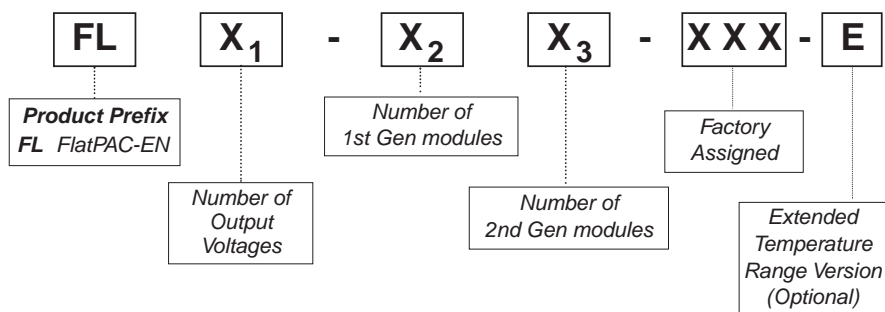 FL X1 - X2 X3 - X X X - E
Product Prefix
FL FlatPAC-EN
Number of
Output
Voltages
Number of
1st Gen modules
Number of
2nd Gen modules
Factory
Assigned
Extended
Temperature
Range Version
(Optional)